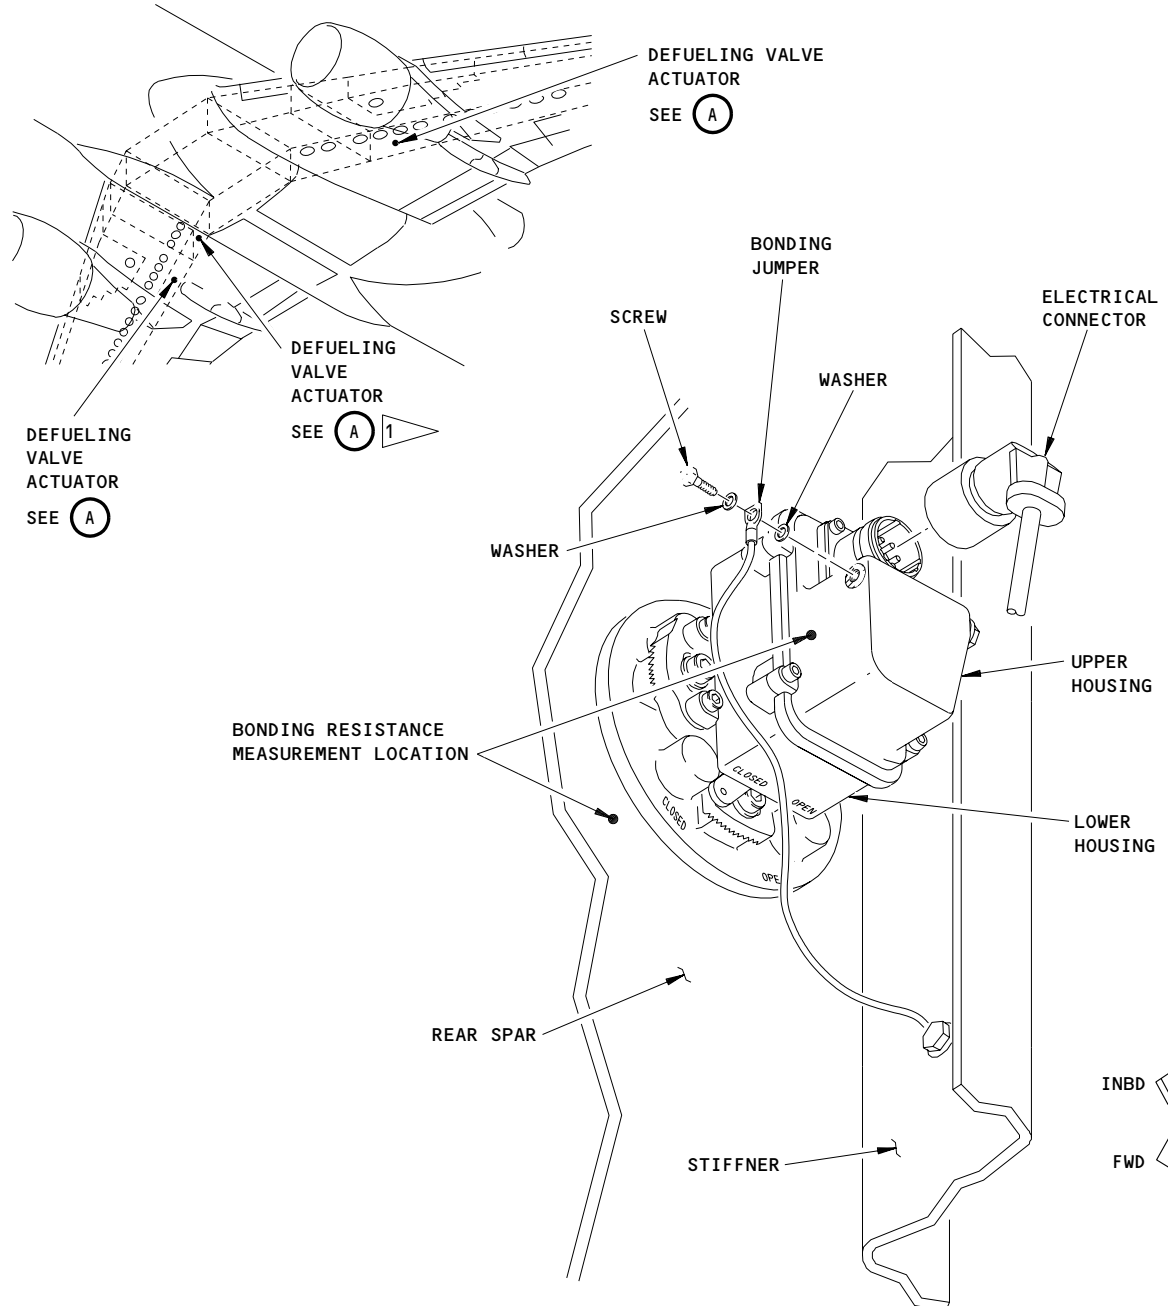 DEFUELING VALVE
ACTUATOR
SEE A
BONDING
JUMPER
ELECTRICAL
CONNECTOR
SCREW
WASHER
DEFUELING
VALVE
ACTUATOR
SEE A 1
DEFUELING
VALVE
ACTUATOR
SEE A
WASHER
UPPER
HOUSING
BONDING RESISTANCE
MEASUREMENT LOCATION
CLOSED
OPEN
CLOSED
OPE
LOWER
HOUSING
REAR SPAR
INBD
STIFFNER
FWD